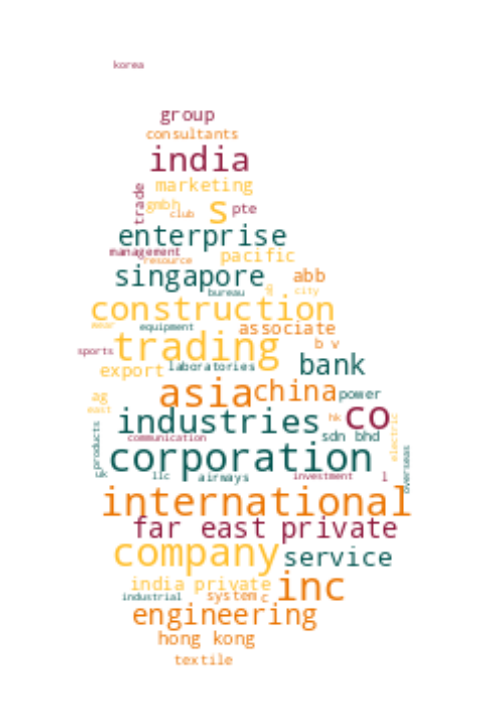 korea
group
consultants
india
trade
marketing
gmbh
club
s
pte
enterprise
management
resource
pacific
singapore
abb
bureau
g
city
construction
wear
equipment
associate
trading
b v
sports
laboratories
bank
export
asia
china
power
ag
east
industries
hk
co
communication
sdn bhd
electric
products
corporation
overseas
uk
llc
airways
investment
l
international
far east
private
company
service
india private
inc
industrial
system
c
engineering
hong kong
textile